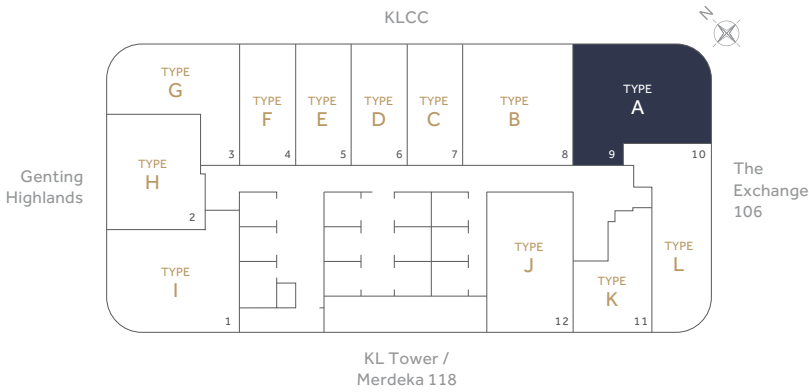 KLCC
N
TYPE
G
3
TYPE
F
4
TYPE
E
5
TYPE
D
6
TYPE
C
7
TYPE
B
8
TYPE
A
9
10
Genting
Highlands
TYPE
H
2
The
Exchange
106
TYPE
I
1
TYPE
J
12
TYPE
K
11
TYPE
L
KL Tower /
Merdeka 118